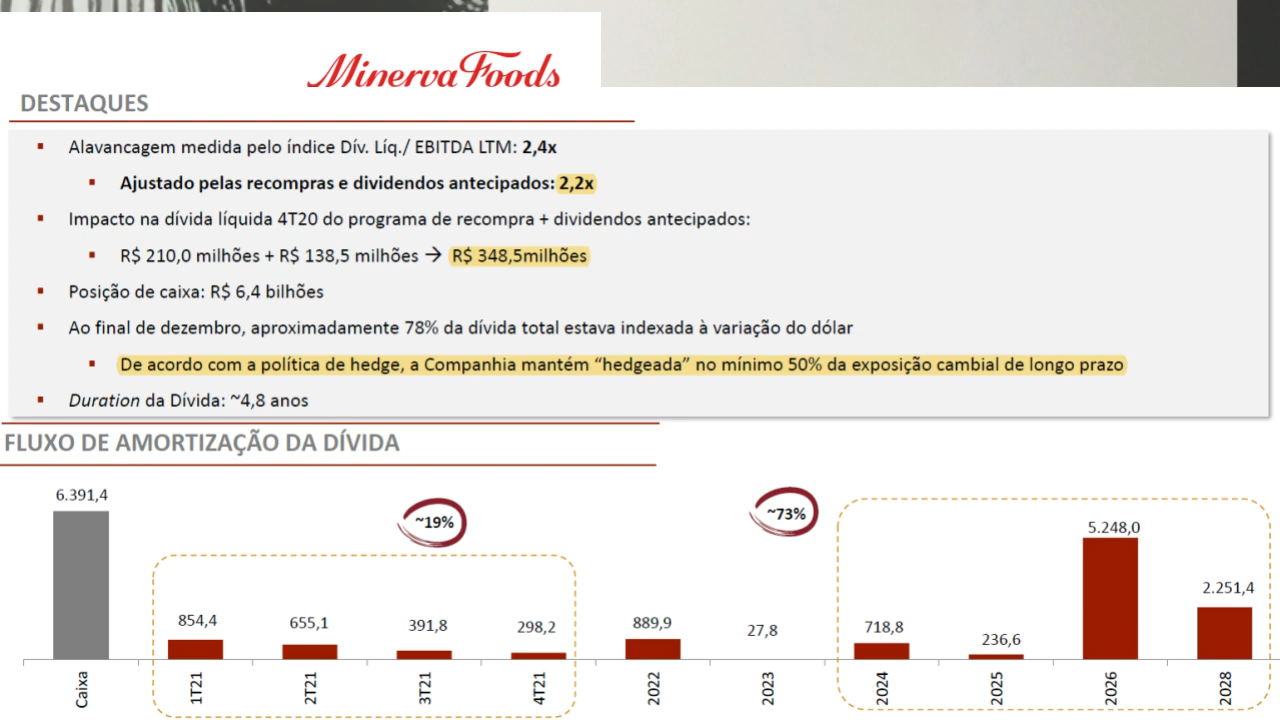 Minerva Foods
DESTAQUES
▪ Alavancagem medida pelo índice Dív. Líq./ EBITDA LTM: 2,4x
▪ Ajustado pelas recompras e dividendos antecipados: 2,2x
▪ Impacto na dívida líquida 4T20 do programa de recompra + dividendos antecipados:
▪ R$ 210,0 milhões + R$ 138,5 milhões → R$ 348,5milhões
▪ Posição de caixa: R$ 6,4 bilhões
▪ Ao final de dezembro, aproximadamente 78% da dívida total estava indexada à variação do dólar
▪ De acordo com a política de hedge, a Companhia mantém “hedgeada” no mínimo 50% da exposição cambial de longo prazo
▪ Duration da Dívida: ~4,8 anos
FLUXO DE AMORTIZAÇÃO DA DÍVIDA
6.391,4
~19%
~73%
854,4
655,1
391,8
298,2
889,9
27,8
718,8
236,6
5.248,0
2.251,4
Caixa
1T21
2T21
3T21
4T21
2022
2023
2024
2025
2026
2028